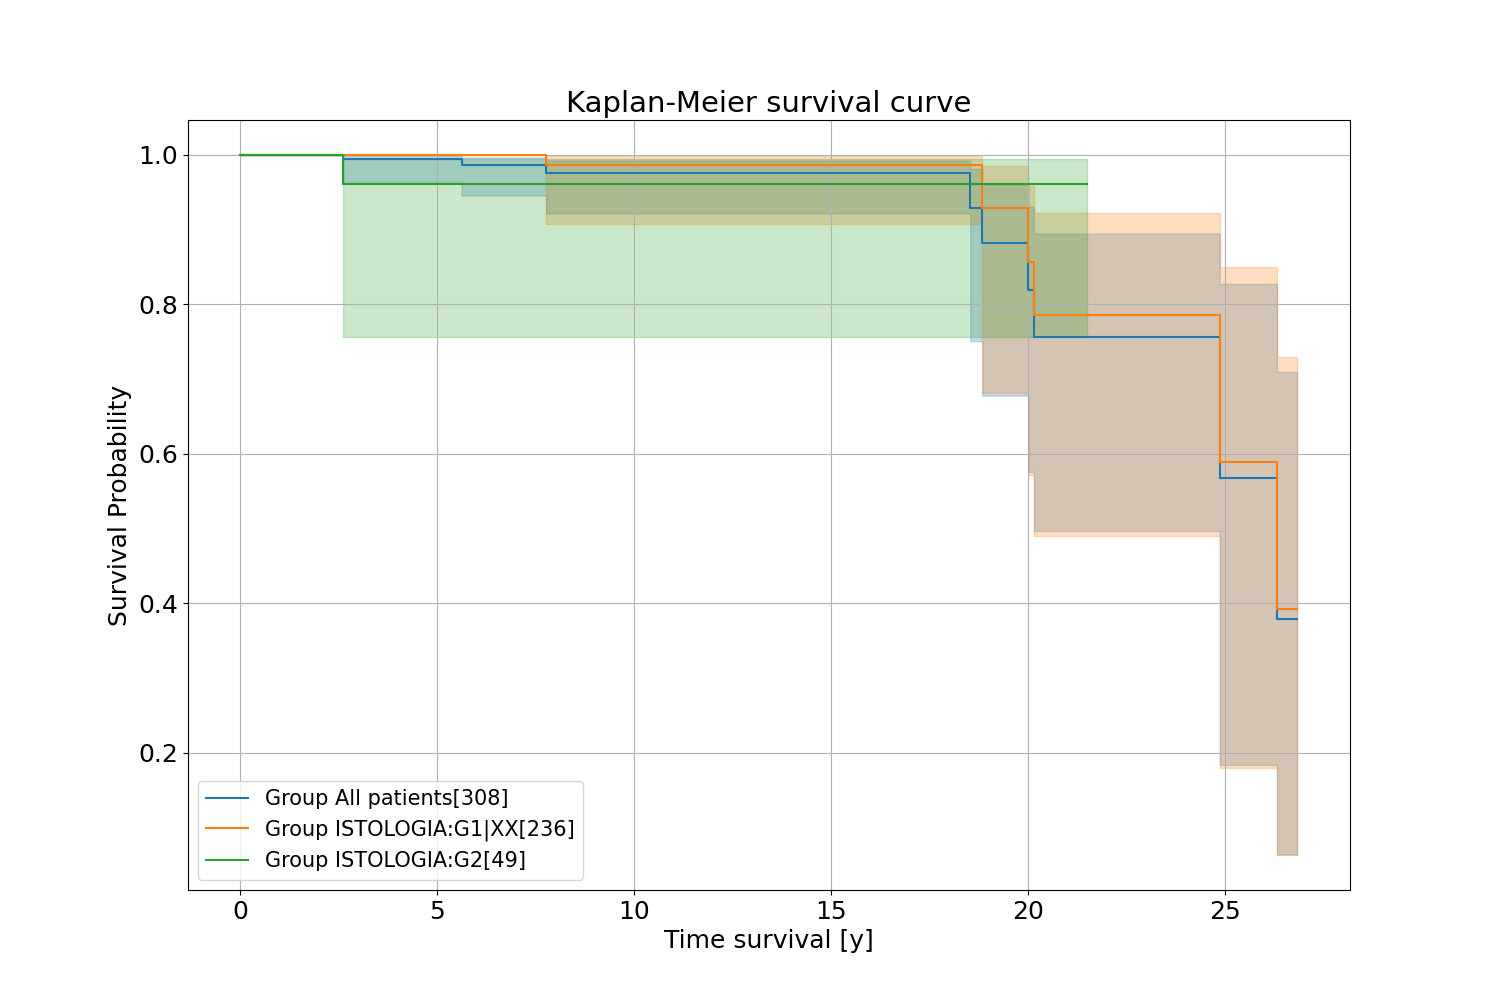 Kaplan-Meier survival curve
Survival Probability
1.0
0.8
0.6
0.4
0.2
Group All patients[308]
Group ISTOLOGIA:G1|XX[236]
Group ISTOLOGIA:G2[49]
0 5 10 15 20 25
Time survival [y]